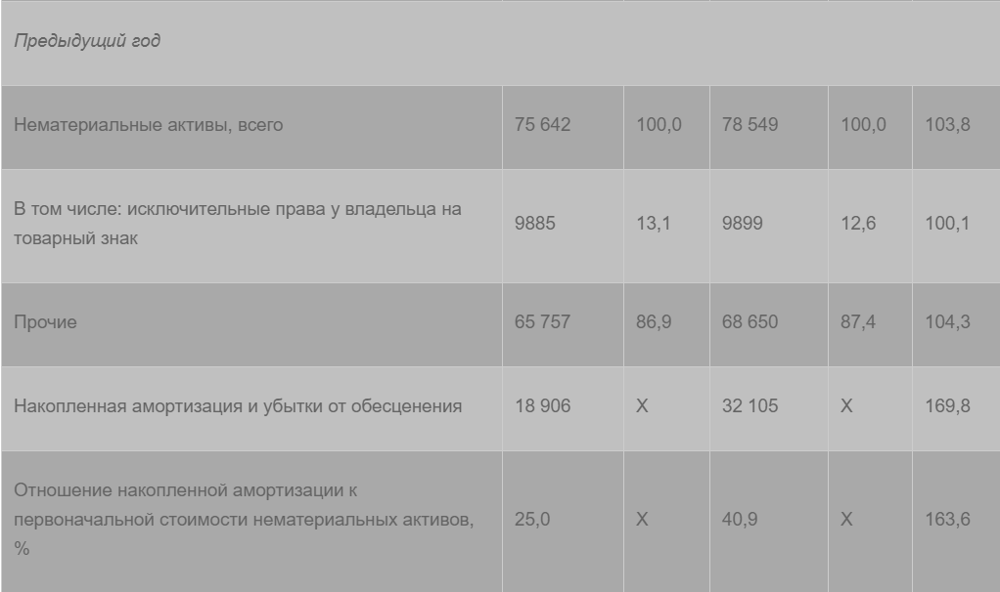 Предыдущий год
Нематериальные активы, всего 75 642 100,0 78 549 100,0 103,8
В том числе: исключительные права у владельца на
товарный знак 9885 13,1 9899 12,6 100,1
Прочие 65 757 86,9 68 650 87,4 104,3
Накопленная амортизация и убытки от обесценения 18 906 X 32 105 X 169,8
Отношение накопленной амортизации к
первоначальной стоимости нематериальных активов, 25,0 X 40,9 X 163,6
%